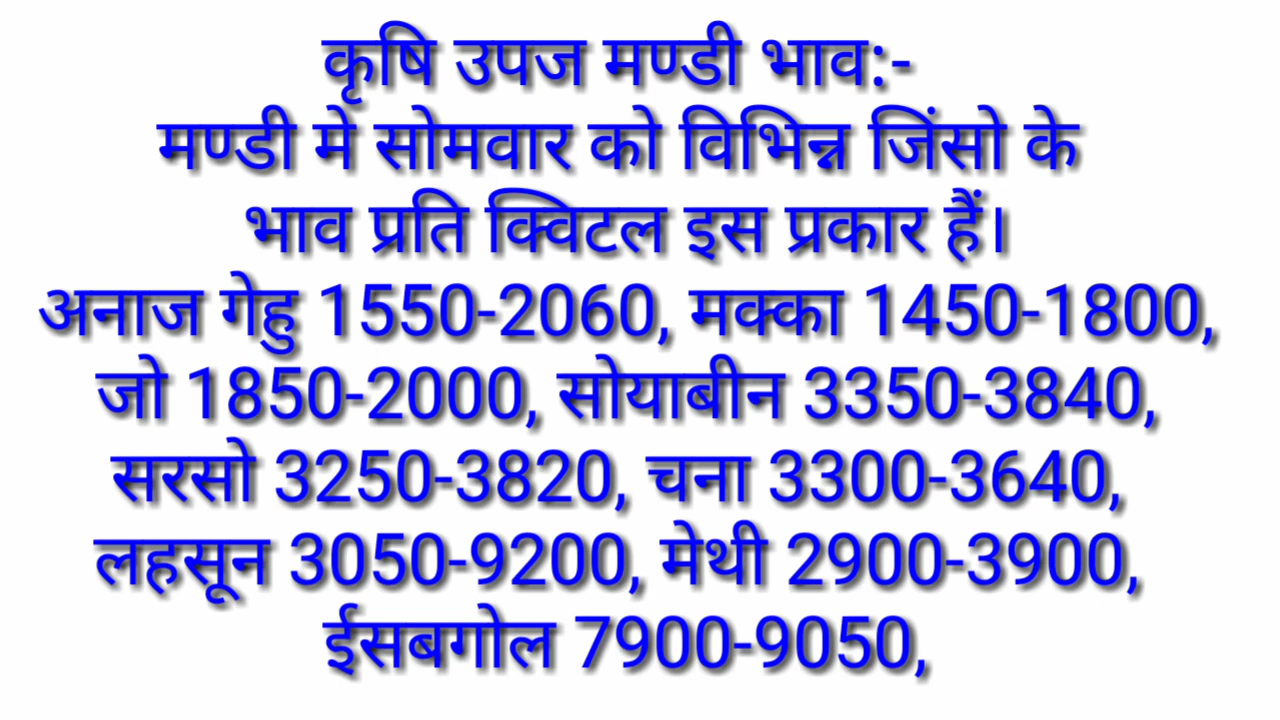 कृषि उपज मण्डी भाव:-
मण्डी मे सोमवार को विभिन्न जिंसो के
भाव प्रति क्विटल इस प्रकार हैं।
अनाज गेहु 1550-2060, मक्का 1450-1800,
जो 1850-2000, सोयाबीन 3350-3840,
सरसो 3250-3820, चना 3300-3640,
लहसून 3050-9200, मेथी 2900-3900,
ईसबगोल 7900-9050,